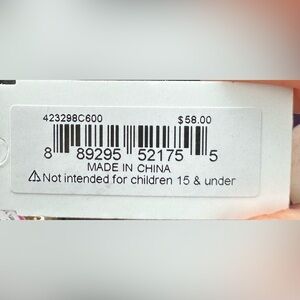 423298C600 $58.00
8 89295 52175 5
MADE IN CHINA
⚠Not intended for children 15 & under